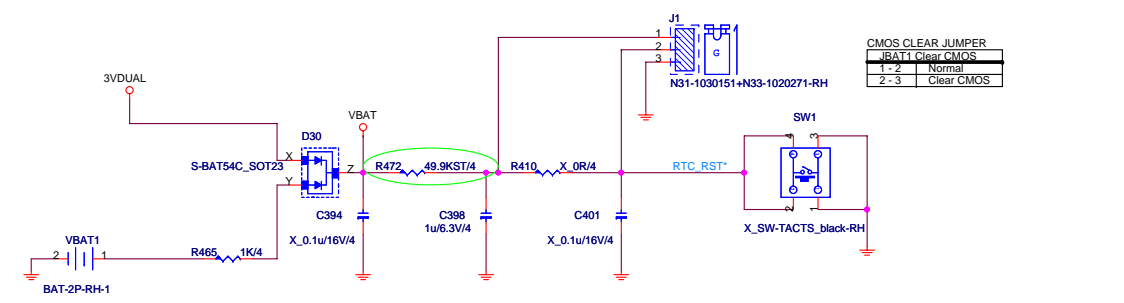 J1
1
2
3
G
N31-1030151+N33-1020271-RH
CMOS CLEAR JUMPER
JBAT1 Clear CMOS
1 - 2 Normal
2 - 3 Clear CMOS
3VDUAL
VBAT
D30
S-BAT54C_SOT23
X
Y
Z
R472 49.9KST/4
R410 X_0R/4
RTC_RST*
SW1
4
3
2
1
X_SW-TACTS_black-RH
C394
X_0.1u/16V/4
C398
1u/6.3V/4
C401
X_0.1u/16V/4
VBAT1
2
1
BAT-2P-RH-1
R465 1K/4